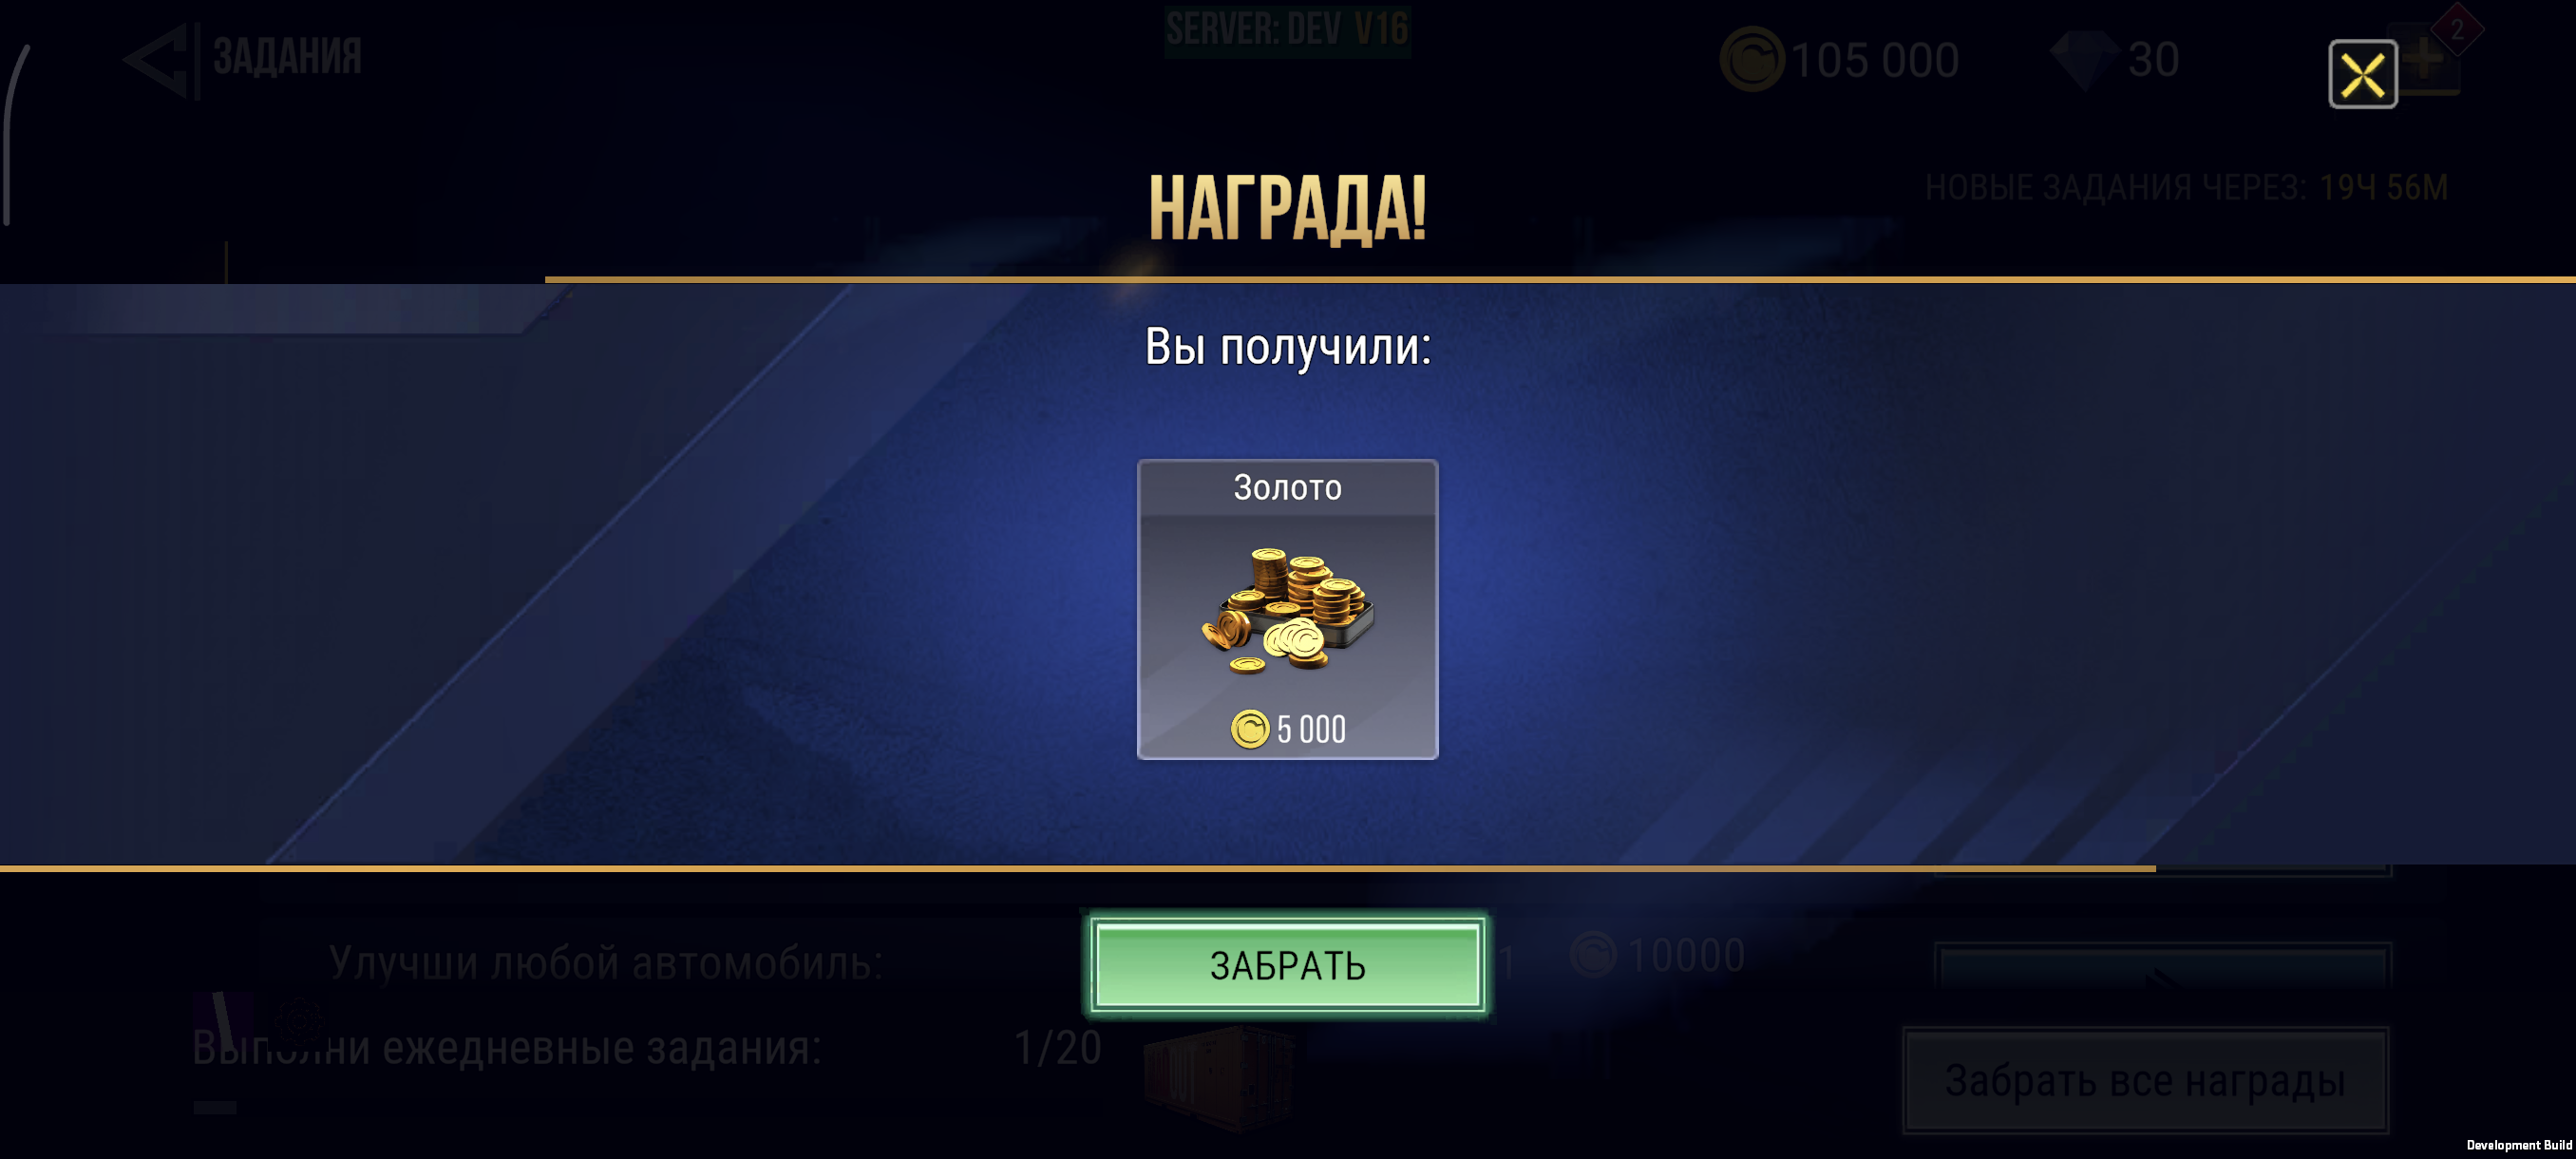 ЗАДАНИЯ
SERVER: DEV V16
105 000
30
2
НОВЫЕ ЗАДАНИЯ ЧЕРЕЗ: 19Ч 56М
НАГРАДА!
Вы получили:
Золото
5 000
ЗАБРАТЬ
Улучши любой автомобиль:
1
10000
Выполни ежедневные задания:
1/20
Забрать все награды
Development Build